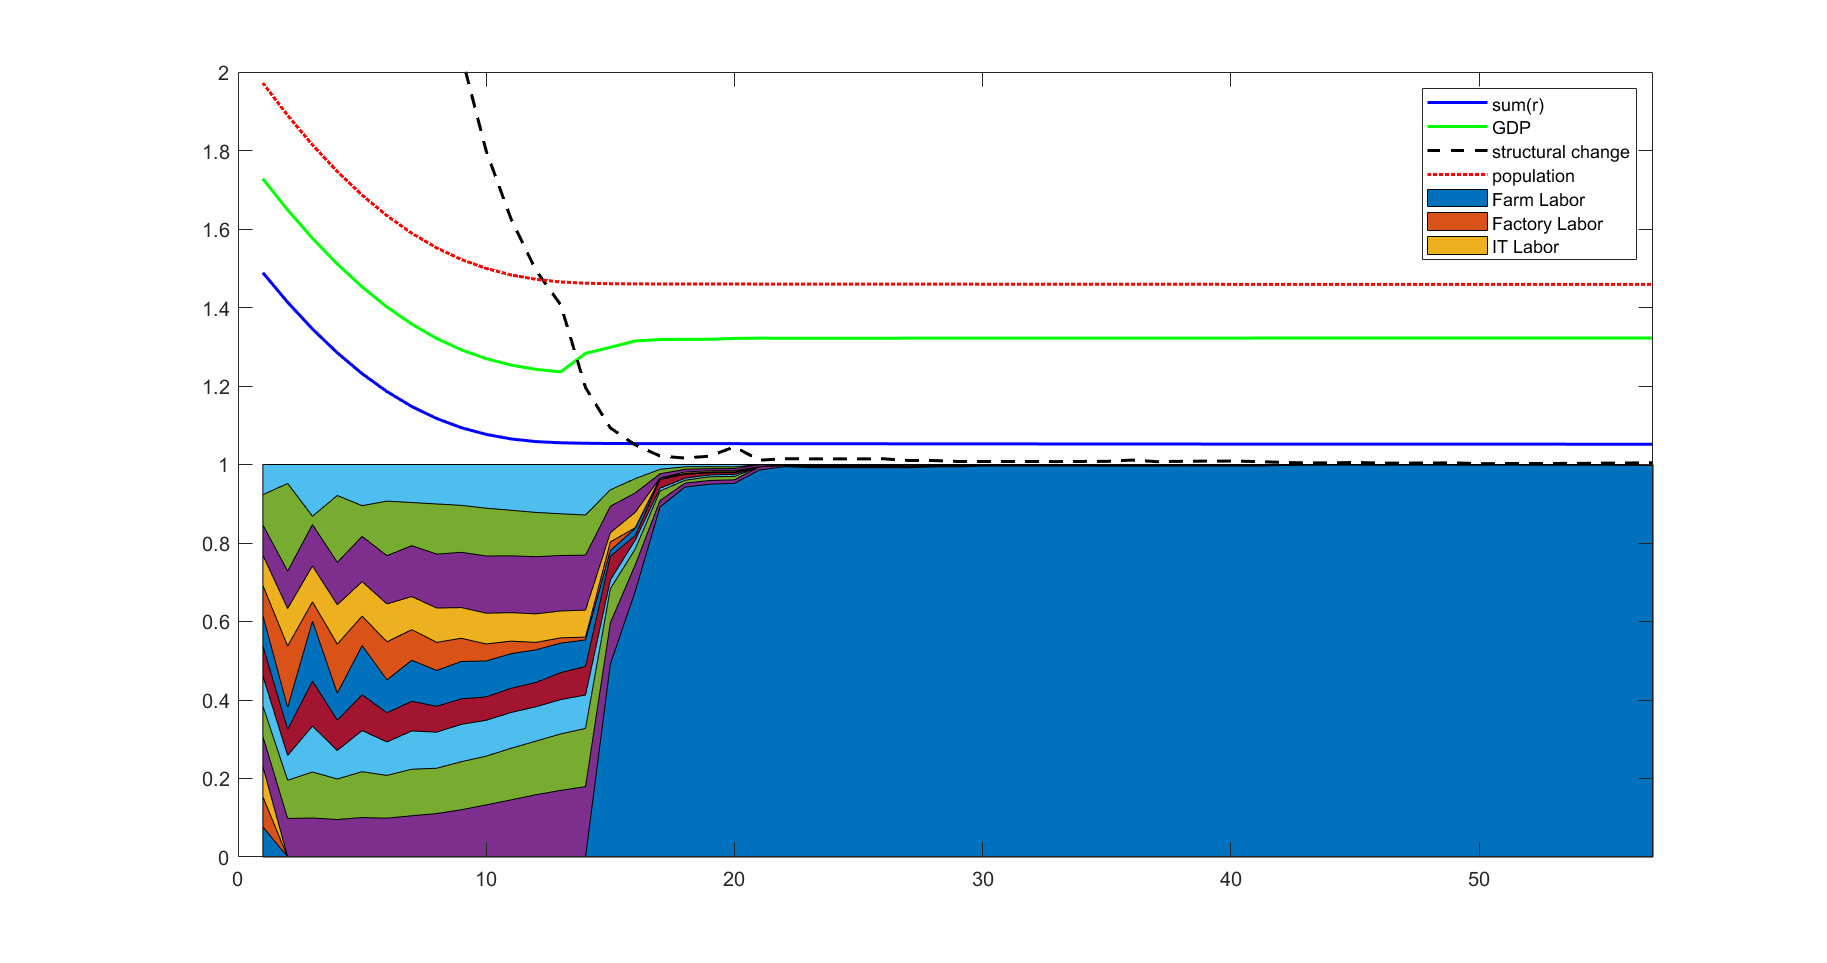 2
1.8
1.6
1.4
1.2
1
0.8
0.6
0.4
0.2
0
0 10 20 30 40 50
sum(r)
GDP
structural change
population
Farm Labor
Factory Labor
IT Labor